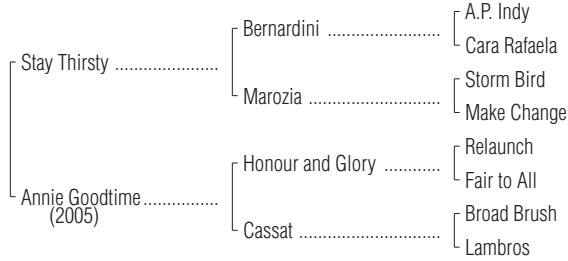 A.P. Indy
Bernardini ........................
Cara Rafaela
Stay Thirsty ......................
Storm Bird
Marozia ............................
Make Change
Relaunch
Honour and Glory ............
Fair to All
Annie Goodtime................
(2005)
Broad Brush
Cassat ..............................
Lambros